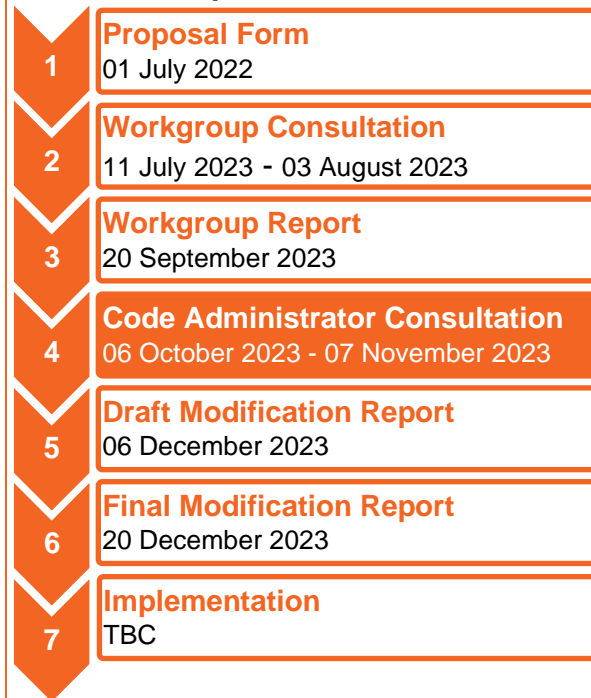 Proposal Form
1
01 July 2022
Workgroup Consultation
2
11 July 2023 - 03 August 2023
Workgroup Report
3
20 September 2023
Code Administrator Consultation
4
06 October 2023 - 07 November 2023
Draft Modification Report
5
06 December 2023
Final Modification Report
6
20 December 2023
Implementation
7
TBC